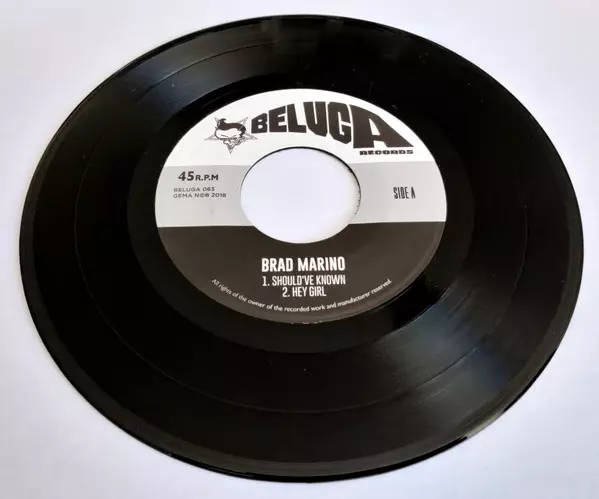 BELUGA
RECORDS
45 R.P.M
BELUGA 063
GEMA N©B 2018
SIDE A
BRAD MARINO
1. SHOULD'VE KNOWN
2. HEY GIRL
All rights of the owner of the recorded work and manufacturer reserved